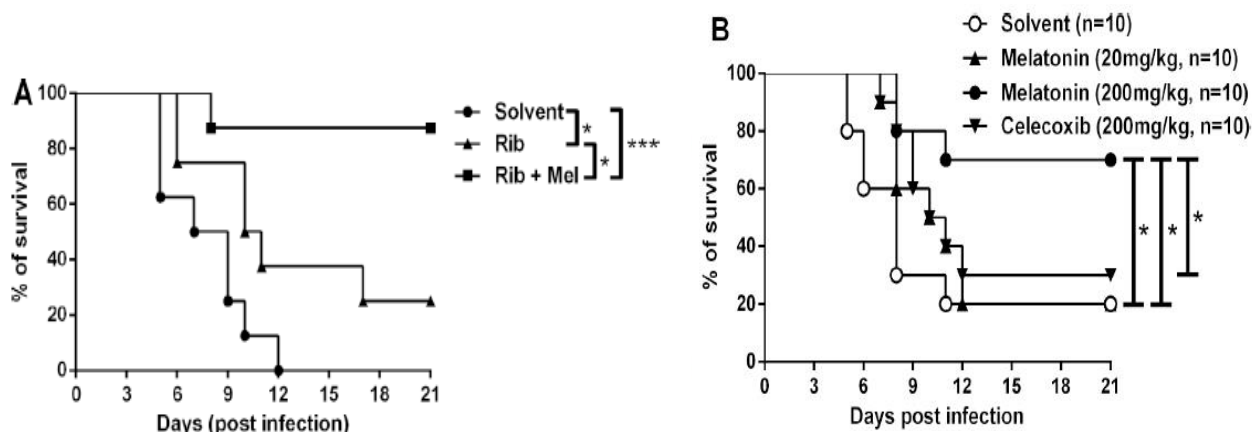 A
100
80
60
40
20
0
% of survival
0 3 6 9 12 15 18 21
Days (post infection)
Solvent
Rib
Rib + Mel
*
*
***
B
Solvent (n=10)
Melatonin (20mg/kg, n=10)
Melatonin (200mg/kg, n=10)
Celecoxib (200mg/kg, n=10)
100
80
60
40
20
0
% of survival
0 3 6 9 12 15 18 21
Days post infection
* * *